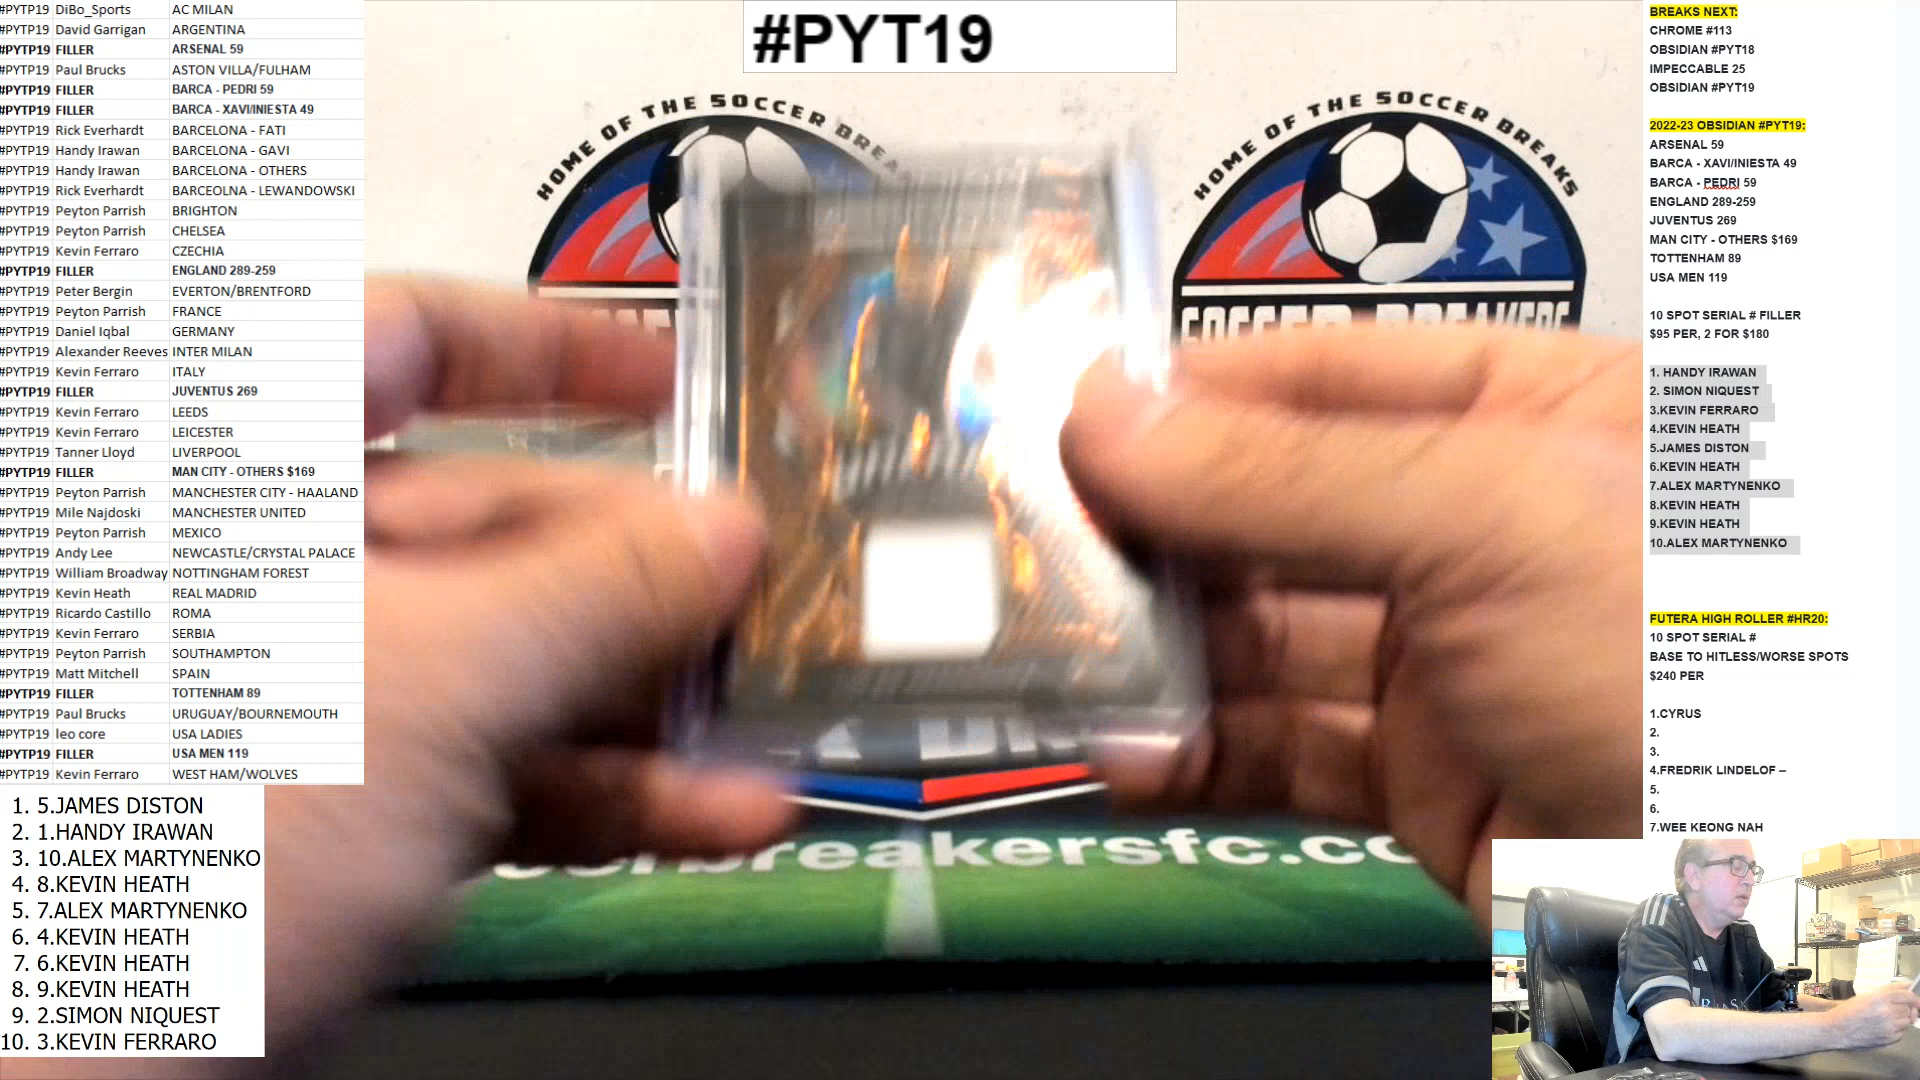 #PYTP19 DiBo_Sports AC MILAN
#PYTP19 David Garrigan ARGENTINA
#PYTP19 FILLER ARSENAL 59
#PYTP19 Paul Brucks ASTON VILLA/FULHAM
#PYTP19 FILLER BARCA - PEDRI 59
#PYTP19 FILLER BARCA - XAVI/INIESTA 49
#PYTP19 Rick Everhardt BARCELONA - FATI
#PYTP19 Handy Irawan BARCELONA - GAVI
#PYTP19 Handy Irawan BARCELONA - OTHERS
#PYTP19 Rick Everhardt BARCEOLNA - LEWANDOWSKI
#PYTP19 Peyton Parrish BRIGHTON
#PYTP19 Peyton Parrish CHELSEA
#PYTP19 Kevin Ferraro CZECHIA
#PYTP19 FILLER ENGLAND 289-259
#PYTP19 Peter Bergin EVERTON/BRENTFORD
#PYTP19 Peyton Parrish FRANCE
#PYTP19 Daniel Iqbal GERMANY
#PYTP19 Alexander Reeves INTER MILAN
#PYTP19 Kevin Ferraro ITALY
#PYTP19 FILLER JUVENTUS 269
#PYTP19 Kevin Ferraro LEEDS
#PYTP19 Kevin Ferraro LEICESTER
#PYTP19 Tanner Lloyd LIVERPOOL
#PYTP19 FILLER MAN CITY - OTHERS $169
#PYTP19 Peyton Parrish MANCHESTER CITY - HAALAND
#PYTP19 Mile Najdoski MANCHESTER UNITED
#PYTP19 Peyton Parrish MEXICO
#PYTP19 Andy Lee NEWCASTLE/CRYSTAL PALACE
#PYTP19 William Broadway NOTTINGHAM FOREST
#PYTP19 Kevin Heath REAL MADRID
#PYTP19 Ricardo Castillo ROMA
#PYTP19 Kevin Ferraro SERBIA
#PYTP19 Peyton Parrish SOUTHAMPTON
#PYTP19 Matt Mitchell SPAIN
#PYTP19 FILLER TOTTENHAM 89
#PYTP19 Paul Brucks URUGUAY/BOURNEMOUTH
#PYTP19 leo core USA LADIES
#PYTP19 FILLER USA MEN 119
#PYTP19 Kevin Ferraro WEST HAM/WOLVES
1. 5.JAMES DISTON
2. 1.HANDY IRAWAN
3. 10.ALEX MARTYNENKO
4. 8.KEVIN HEATH
5. 7.ALEX MARTYNENKO
6. 4.KEVIN HEATH
7. 6.KEVIN HEATH
8. 9.KEVIN HEATH
9. 2.SIMON NIQUEST
10. 3.KEVIN FERRARO
#PYT19
HOME OF THE SOCCER BREA
HOME OF THE SOCCER BREAKS
SOCCER BREAKERS
breakersfc.co
BREAKS NEXT:
CHROME #113
OBSIDIAN #PYT18
IMPECCABLE 25
OBSIDIAN #PYT19
2022-23 OBSIDIAN #PYT19:
ARSENAL 59
BARCA - XAVI/INIESTA 49
BARCA - PEDRI 59
ENGLAND 289-259
JUVENTUS 269
MAN CITY - OTHERS $169
TOTTENHAM 89
USA MEN 119
10 SPOT SERIAL # FILLER
$95 PER, 2 FOR $180
1. HANDY IRAWAN
2. SIMON NIQUEST
3.KEVIN FERRARO
4.KEVIN HEATH
5.JAMES DISTON
6.KEVIN HEATH
7.ALEX MARTYNENKO
8.KEVIN HEATH
9.KEVIN HEATH
10.ALEX MARTYNENKO
FUTERA HIGH ROLLER #HR20:
10 SPOT SERIAL #
BASE TO HITLESS/WORSE SPOTS
$240 PER
1.CYRUS
2.
3.
4.FREDRIK LINDELOF –
5.
6.
7.WEE KEONG NAH